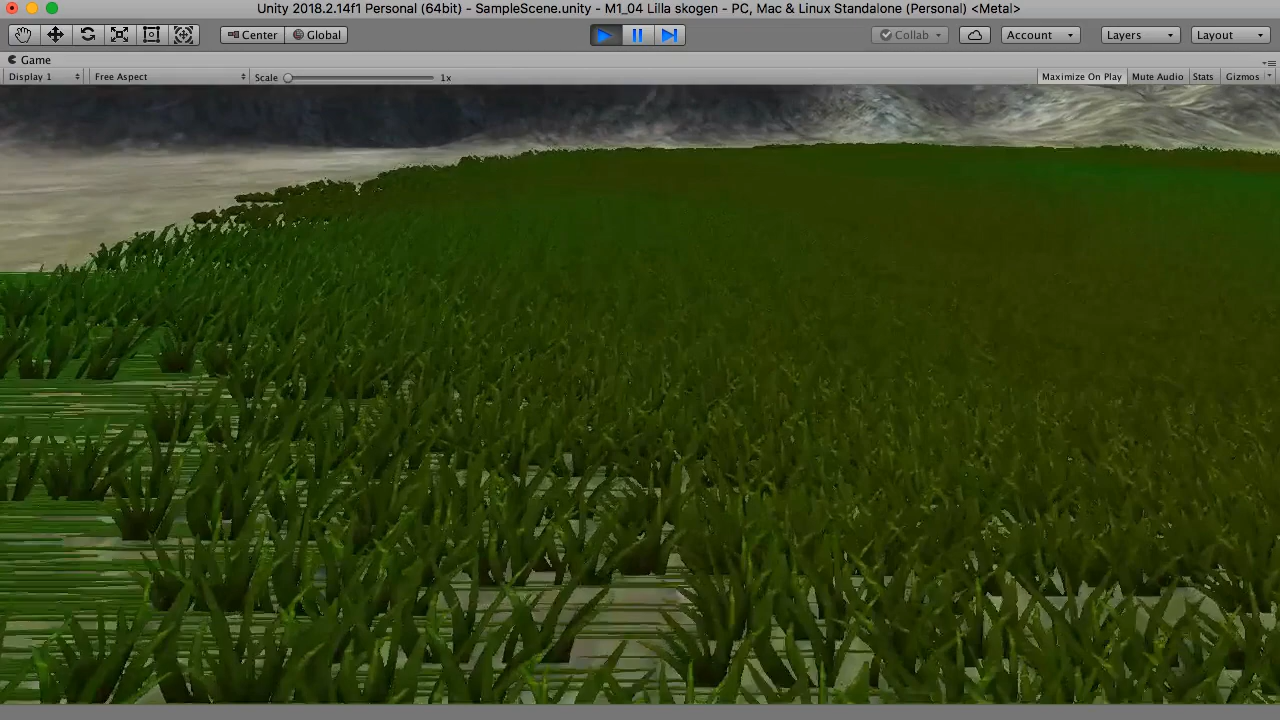 Unity 2018.2.14f1 Personal (64bit) - SampleScene.unity - M1_04 Lilla skogen - PC, Mac & Linux Standalone (Personal) <Metal>
Center Global Collab Account Layers Layout
Game
Display 1 Free Aspect Scale 1x Maximize On Play Mute Audio Stats Gizmos